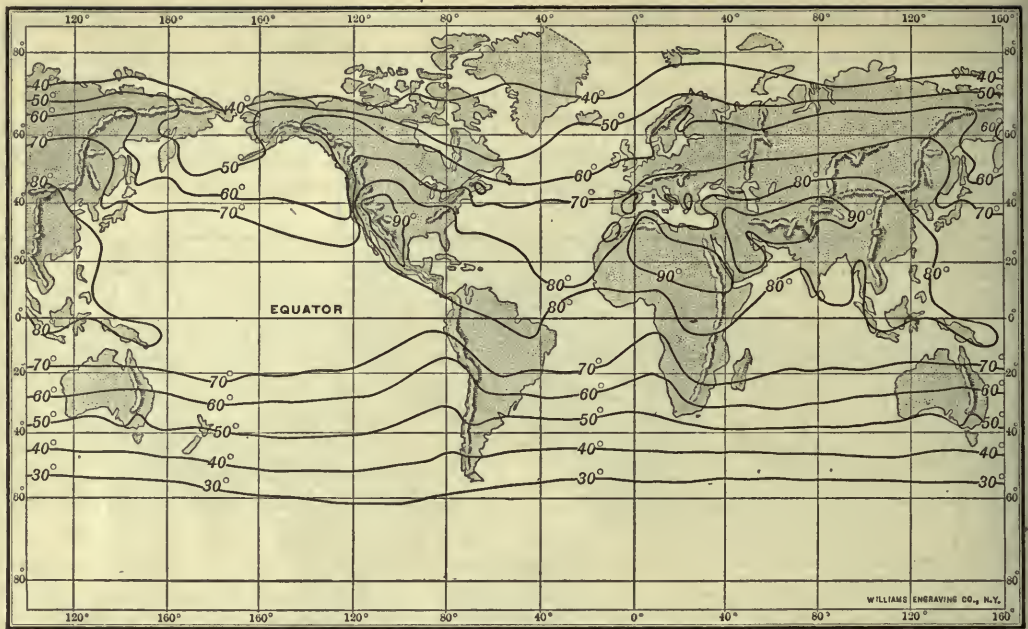 120° 160° 160° 120° 80° 40° 0° 40° 80° 120° 160°
80° 80°
40° 40° 40° 40°
50° 50° 50°
60° 60° 60° 60°
70° 50 60° 60° 70°
80° 60° 80° 60°
40° 70° 70° 90° 70° 40°
90°
20° 80° 90° 80° 20°
80° 80°
EQUATOR
0° 80° 0°
70° 70° 70° 70°
20° 20°
60° 60° 60° 60°
50° 50° 50° 50°
40° 40°
40° 40° 40° 40°
30° 30° 30° 30°
60° 60°
80° 80°
WILLIAMS ENGRAVING CO., N.Y.
120° 160° 160° 120° 80° 40° 0° 40° 80° 120° 160°